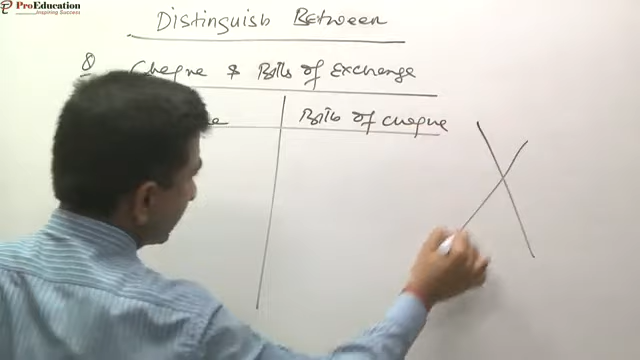 ProEducation
Inspiring Success
Distinguish Between
Q Cheque & Bills of Exchange
Bills of cheque